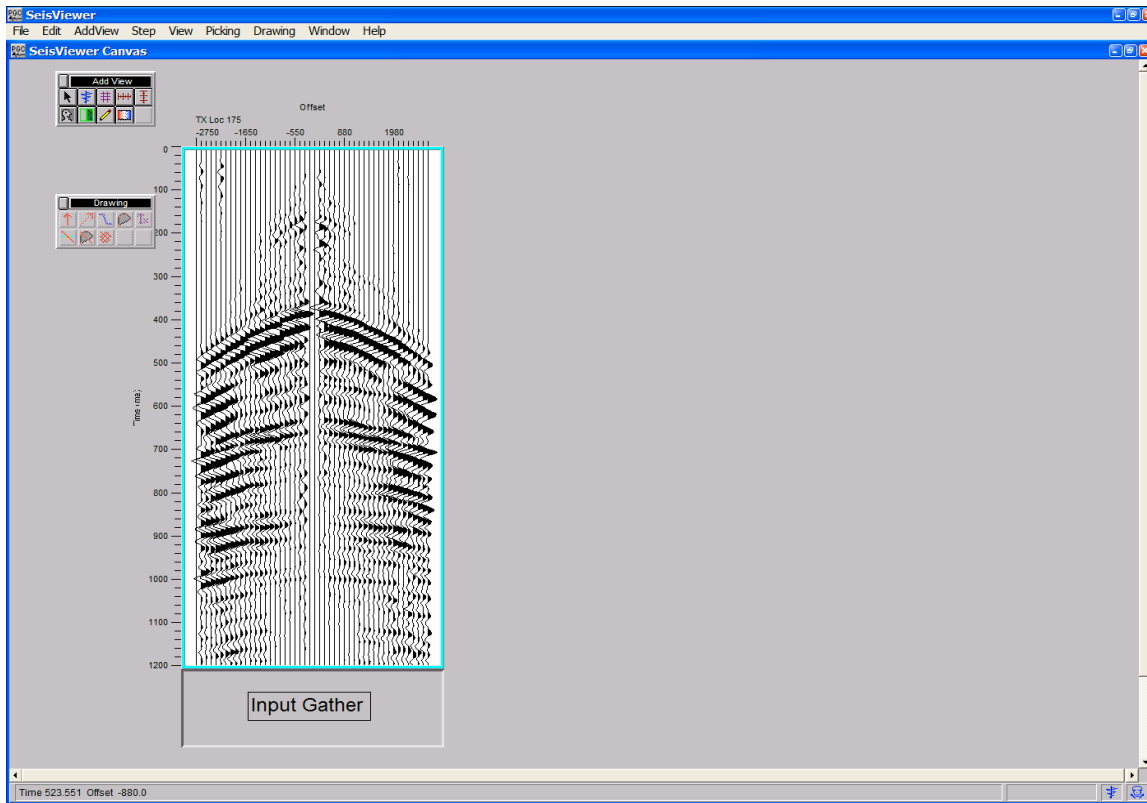 SeisViewer
File Edit AddView Step View Picking Drawing Window Help
SeisViewer Canvas
Add View
Offset
TX Loc 175
-2750 -1650 -550 880 1980
0
100
Drawing
200
300
400
500
Time (ms)
600
700
800
900
1000
1100
1200
Input Gather
Time 523.551 Offset -880.0